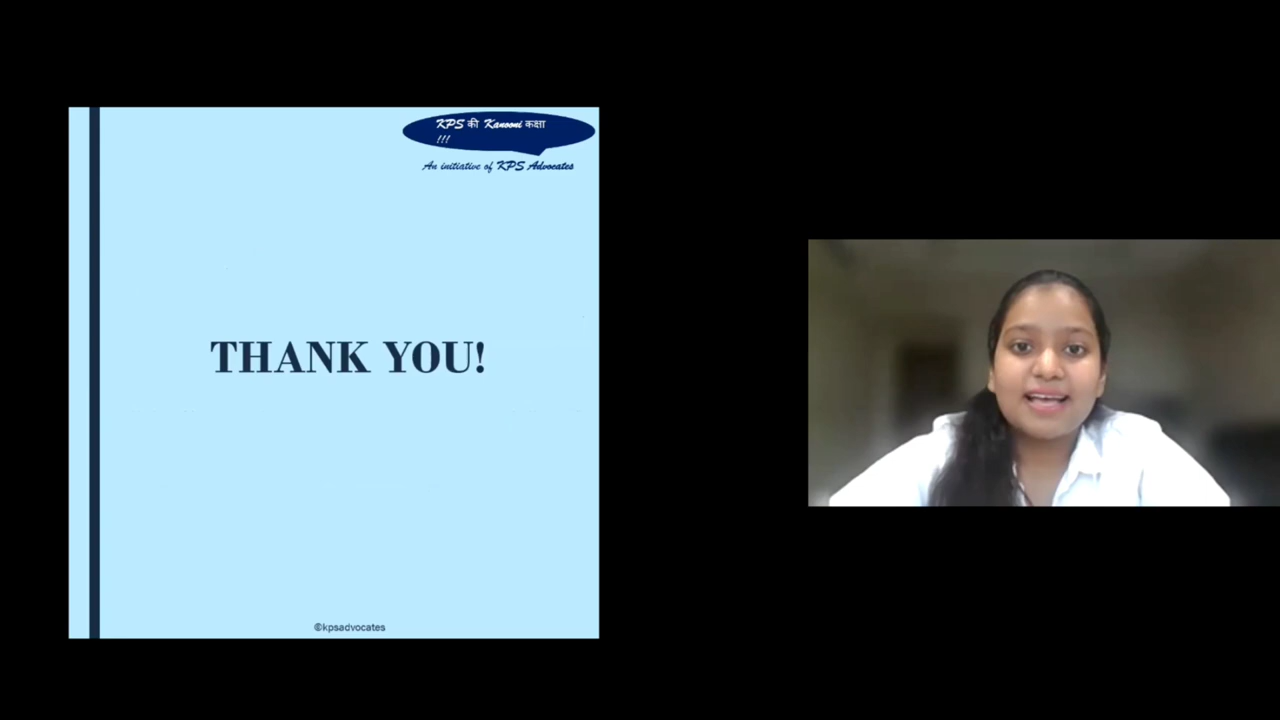 KPS की Kanooni कक्षा
!!!
An initiative of KPS Advocates
THANK YOU!
©kpsadvocates